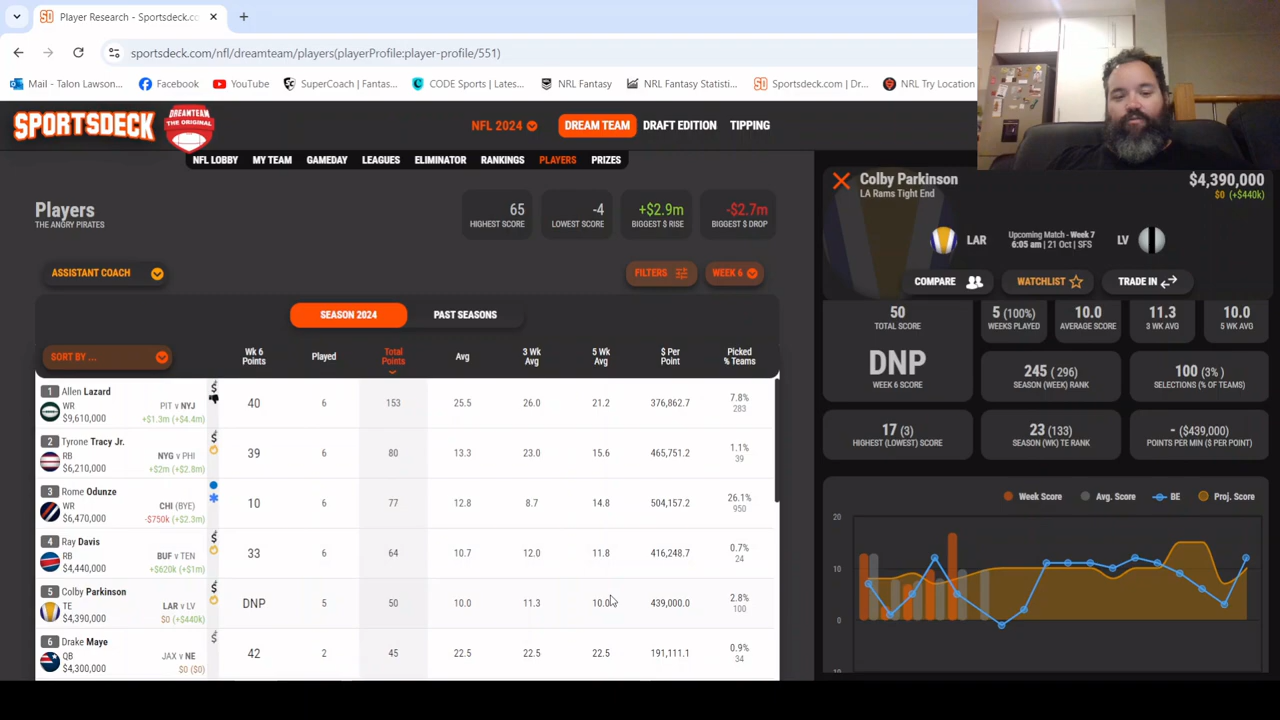 Player Research - Sportsdeck.cc
sportsdeck.com/nfl/dreamteam/players(playerProfile:player-profile/551)
Mail - Talon Lawson... Facebook YouTube SuperCoach | Fantas... CODE Sports | Lates... NRL Fantasy NRL Fantasy Statisti... Sportsdeck.com | Dr... NRL Try Location
SPORTSDECK DREAMTEAM THE ORIGINAL NFL 2024 DREAM TEAM DRAFT EDITION TIPPING
NFL LOBBY MY TEAM GAMEDAY LEAGUES ELIMINATOR RANKINGS PLAYERS PRIZES
Players
THE ANGRY PIRATES
65 -4 +$2.9m -$2.7m
HIGHEST SCORE LOWEST SCORE BIGGEST $ RISE BIGGEST $ DROP
ASSISTANT COACH FILTERS WEEK 6
SEASON 2024 PAST SEASONS
SORT BY ... Wk 6 Points Played Total Points Avg 3 Wk Avg 5 Wk Avg $ Per Point Picked % Teams
1 Allen Lazard
WR PIT v NYJ 40 6 153 25.5 26.0 21.2 376,862.7 7.8%
$9,610,000 +$1.3m (+$4.4m) 283
2 Tyrone Tracy Jr.
RB NYG v PHI 39 6 80 13.3 23.0 15.6 465,751.2 1.1%
$6,210,000 +$2m (+$2.8m) 39
3 Rome Odunze
WR CHI (BYE) 10 6 77 12.8 8.7 14.8 504,157.2 26.1%
$6,470,000 -$750k (+$2.3m) 950
4 Ray Davis
RB BUF v TEN 33 6 64 10.7 12.0 11.8 416,248.7 0.7%
$4,440,000 +$620k (+$1m) 24
5 Colby Parkinson
TE LAR v LV DNP 5 50 10.0 11.3 10.0 439,000.0 2.8%
$4,390,000 $0 (+$440k) 100
6 Drake Maye
QB JAX v NE 42 2 45 22.5 22.5 22.5 191,111.1 0.9%
$4,300,000 $0 ($0) 34
Colby Parkinson $4,390,000
LA Rams Tight End $0 (+$440k)
LAR Upcoming Match - Week 7 LV
6:05 am | 21 Oct | SFS
COMPARE WATCHLIST TRADE IN
50 5 (100%) 10.0 11.3 10.0
TOTAL SCORE WEEKS PLAYED AVERAGE SCORE 3 WK AVG 5 WK AVG
DNP 245 ( 296) 100 (3% )
WEEK 6 SCORE SEASON (WEEK) RANK SELECTIONS (% OF TEAMS)
17 (3) 23 (133) - ($439,000)
HIGHEST (LOWEST) SCORE SEASON (WK) TE RANK POINTS PER MIN ($ PER POINT)
Week Score Avg. Score BE Proj. Score
20
10
0
-10